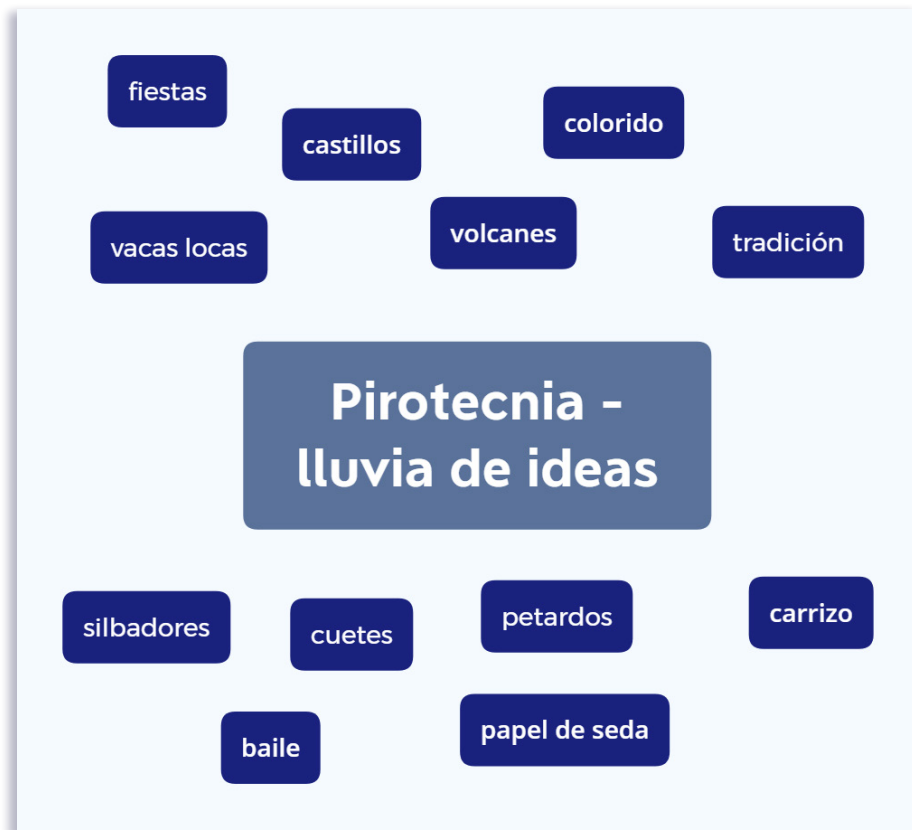 fiestas
castillos
colorido
vacas locas
volcanes
tradición
Pirotecnia -
lluvia de ideas
silbadores
cuetes
petardos
carrizo
baile
papel de seda